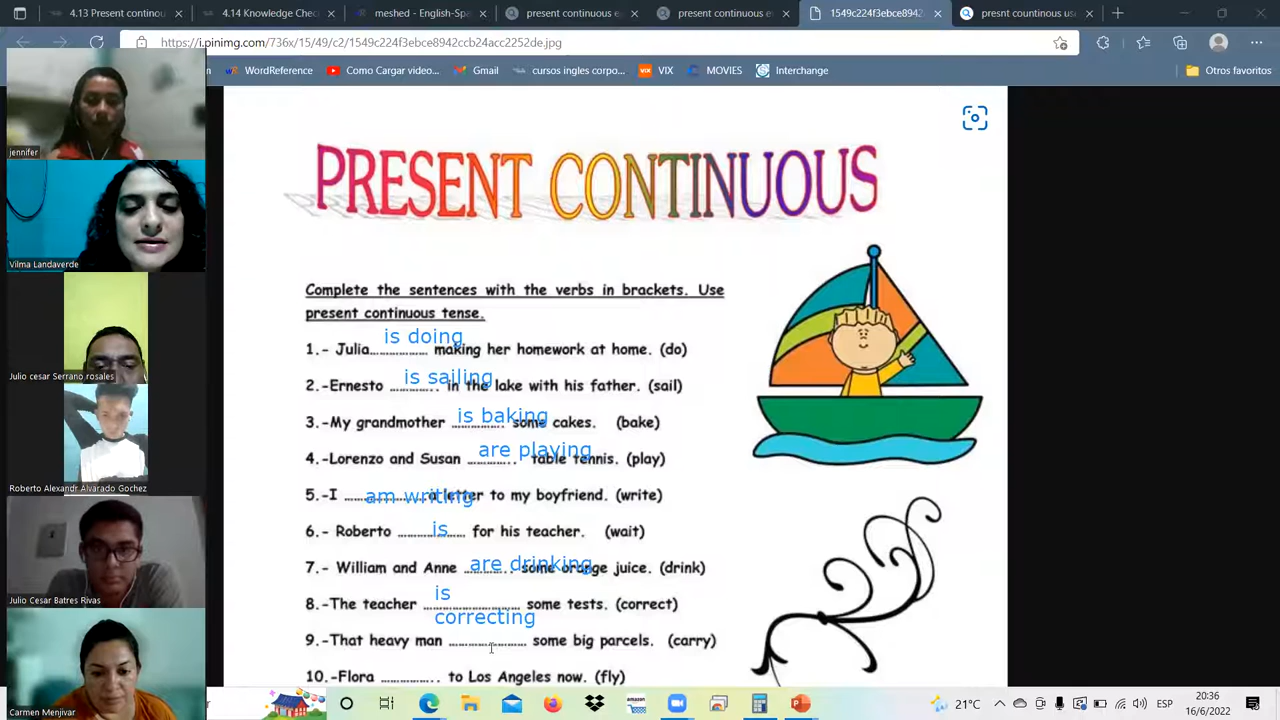 4.13 Present continuous
4.14 Knowledge Check
meshed - English-Spa
present continuous e
present continuous ex
1549c224f3ebce8942
presnt countinous us
https://i.pinimg.com/736x/15/49/c2/1549c224f3ebce8942ccb24acc2252de.jpg
WordReference
Como Cargar video...
Gmail
cursos ingles corpo...
VIX
MOVIES
Interchange
Otros favoritos
jennifer
Vilma Landaverde
Julio cesar Serrano rosales
Roberto Alexandr Alvarado Gochez
Julio Cesar Batres Rivas
Carmen Menjivar
PRESENT CONTINUOUS
Complete the sentences with the verbs in brackets. Use
present continuous tense.
is doing
1.- Julia................ making her homework at home. (do)
is sailing
2.-Ernesto ............... in the lake with his father. (sail)
is baking
3.-My grandmother ................ some cakes. (bake)
are playing
4.-Lorenzo and Susan ............... table tennis. (play)
am writing
5.-I ........................a letter to my boyfriend. (write)
is
6.- Roberto .................... for his teacher. (wait)
are drinking
7.- William and Anne ............... some orange juice. (drink)
is
correcting
8.-The teacher ............................. some tests. (correct)
9.-That heavy man ....................... some big parcels. (carry)
10.-Flora ................. to Los Angeles now. (fly)
21°C
ESP
20:36
16/6/2022